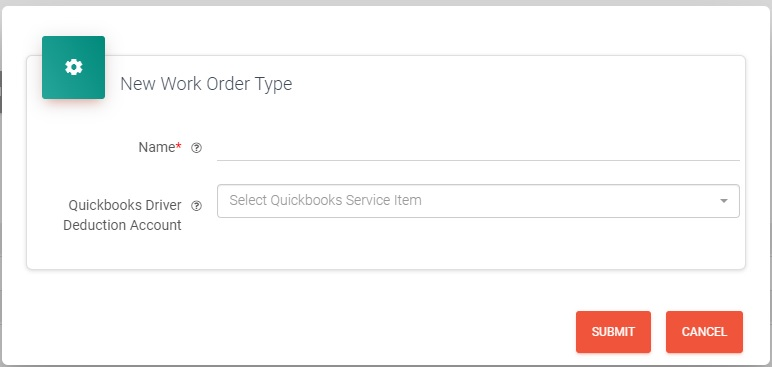 New Work Order Type
Name*
Quickbooks Driver
Deduction Account
Select Quickbooks Service Item
SUBMIT
CANCEL